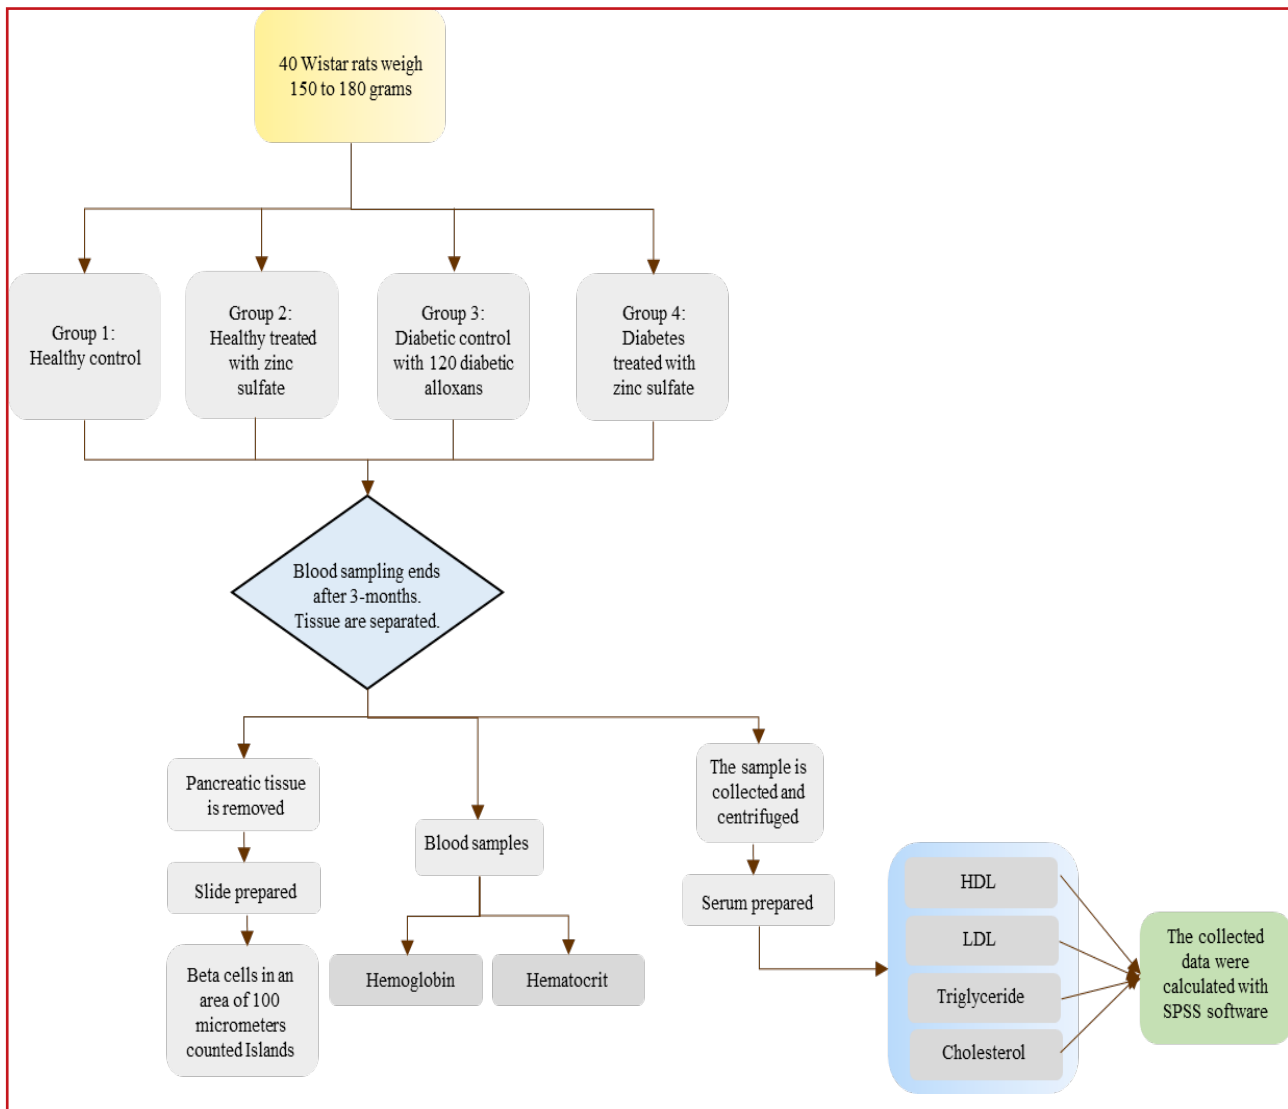 40 Wistar rats weigh
150 to 180 grams
Group 1:
Healthy control
Group 2:
Healthy treated
with zinc
sulfate
Group 3:
Diabetic control
with 120 diabetic
alloxans
Group 4:
Diabetes
treated with
zinc sulfate
Blood sampling ends
after 3-months.
Tissue are separated.
Pancreatic tissue
is removed
Slide prepared
Beta cells in an
area of 100
micrometers
counted Islands
Blood samples
Hemoglobin
Hematocrit
The sample is
collected and
centrifuged
Serum prepared
HDL
LDL
Triglyceride
Cholesterol
The collected
data were
calculated with
SPSS software